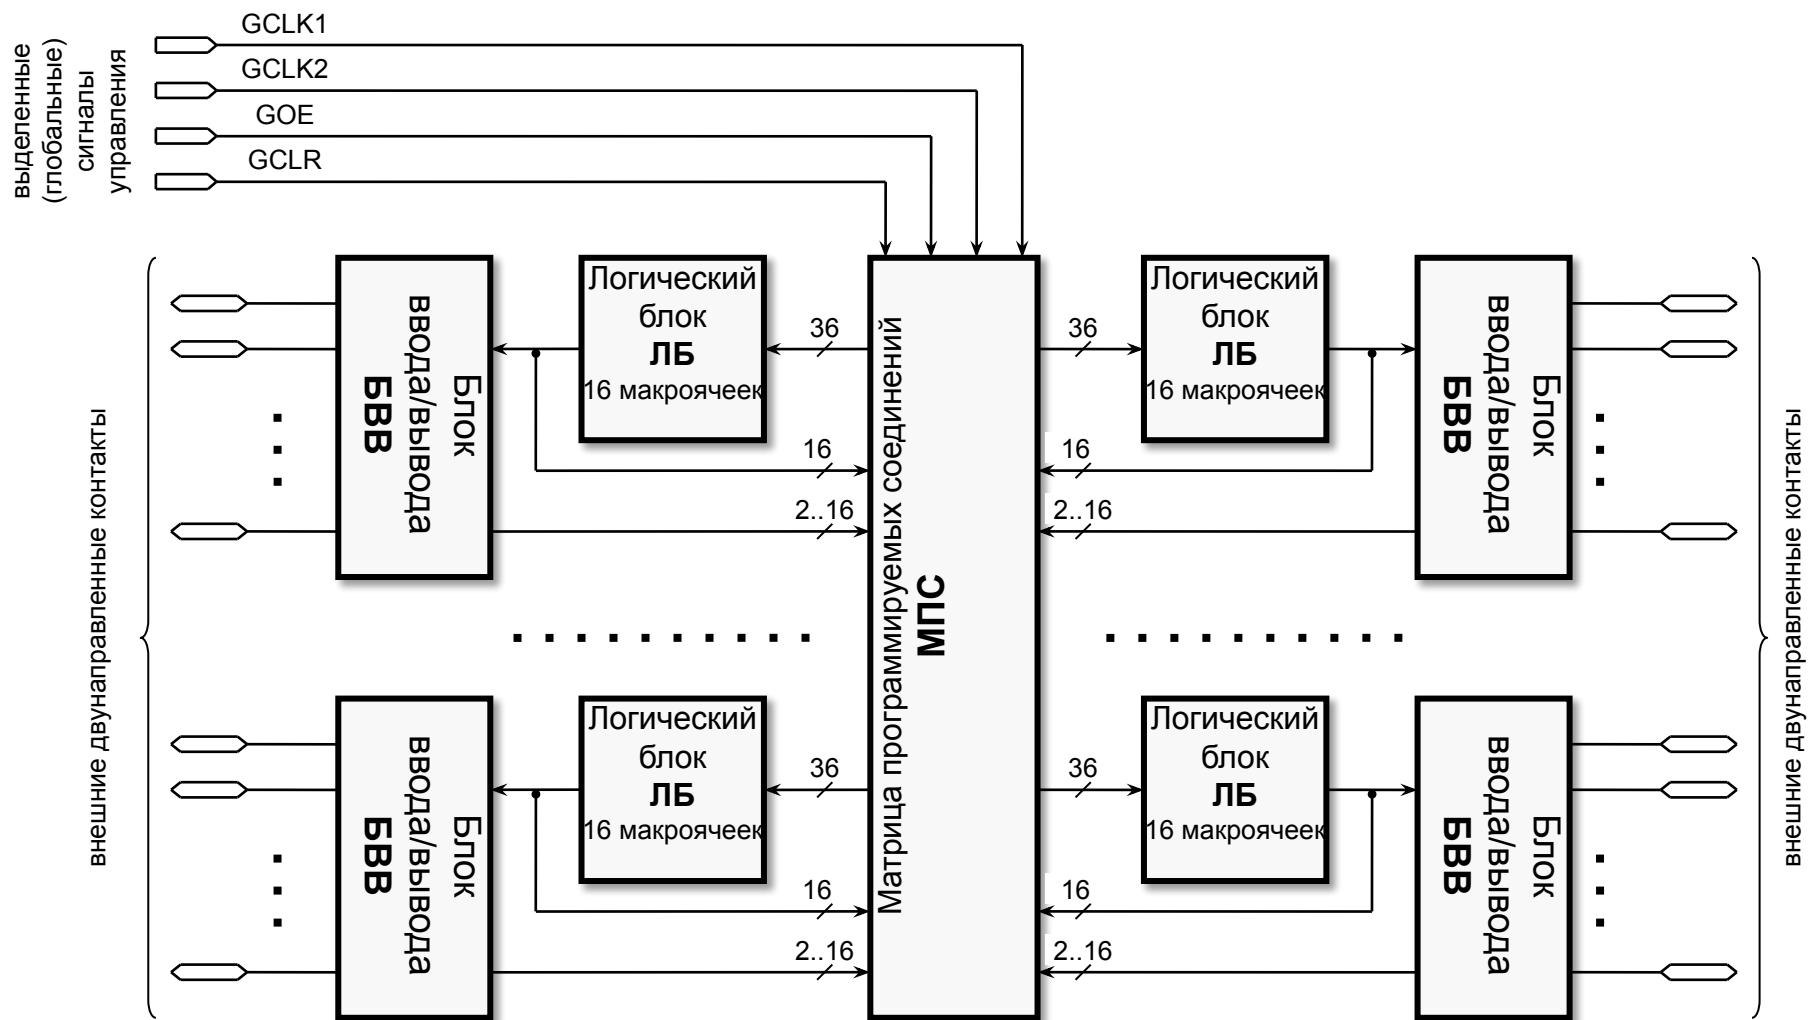 выделенные
(глобальные)
сигналы
управления
GCLK1
GCLK2
GOE
GCLR
внешние двунаправленные контакты
Блок
ввода/вывода
БВВ
Логический
блок
ЛБ
16 макроячеек
36
16
2..16
Матрица программируемых соединений
МПС
36
16
2..16
Логический
блок
ЛБ
16 макроячеек
Блок
ввода/вывода
БВВ
внешние двунаправленные контакты
Блок
ввода/вывода
БВВ
Логический
блок
ЛБ
16 макроячеек
36
16
2..16
36
16
2..16
Логический
блок
ЛБ
16 макроячеек
Блок
ввода/вывода
БВВ